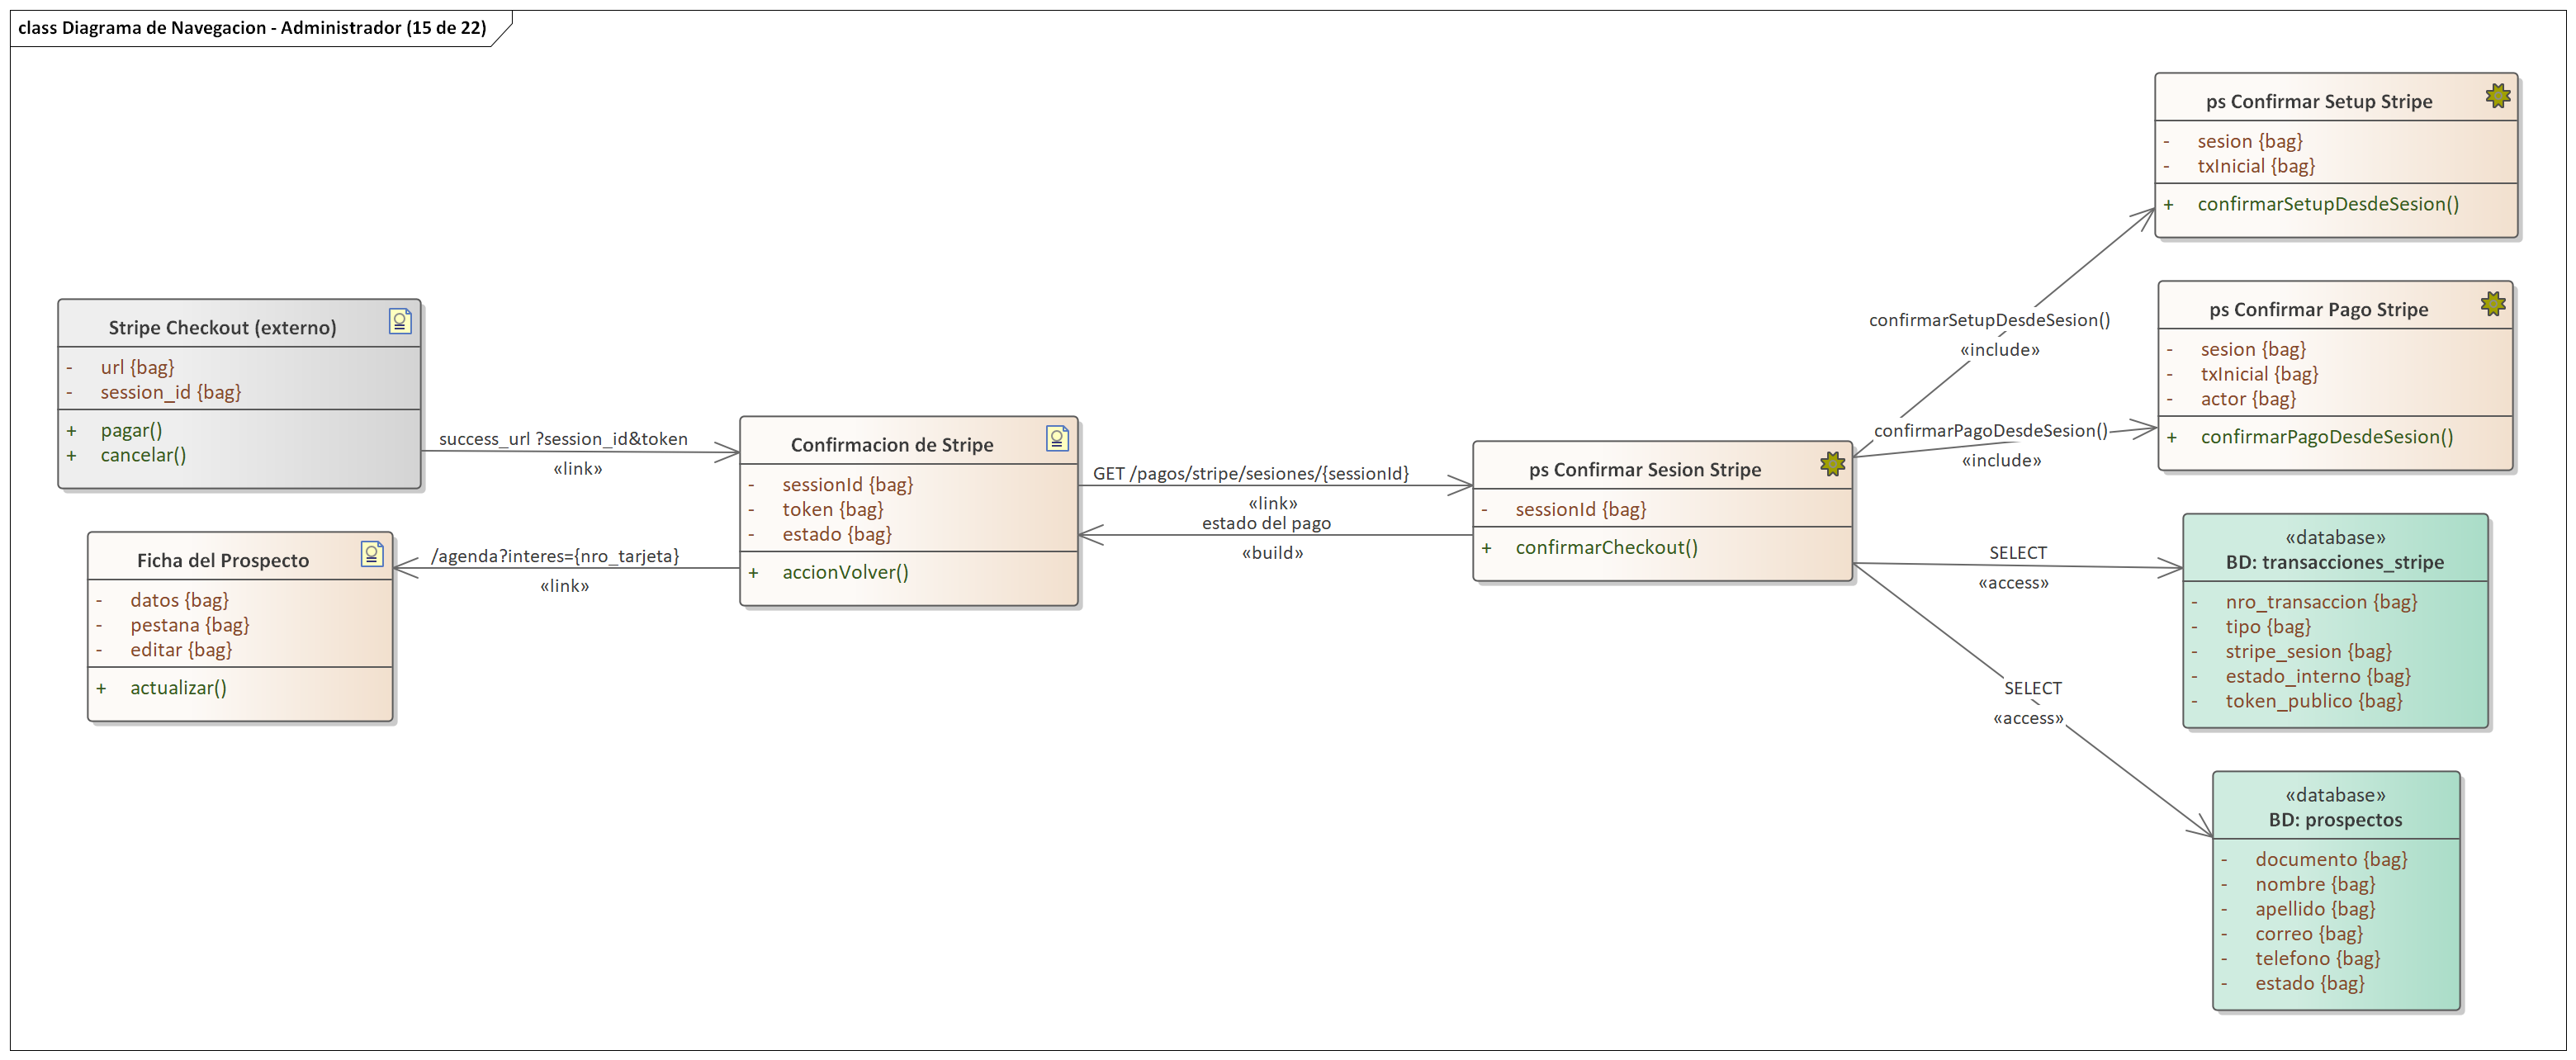 class Diagrama de Navegacion - Administrador (15 de 22)
Stripe Checkout (externo)
- url {bag}
- session_id {bag}
+ pagar()
+ cancelar()
success_url ?session_id&token
«link»
Ficha del Prospecto
- datos {bag}
- pestana {bag}
- editar {bag}
+ actualizar()
/agenda?interes={nro_tarjeta}
«link»
Confirmacion de Stripe
- sessionId {bag}
- token {bag}
- estado {bag}
+ accionVolver()
GET /pagos/stripe/sesiones/{sessionId}
«link»
estado del pago
«build»
ps Confirmar Sesion Stripe
- sessionId {bag}
+ confirmarCheckout()
confirmarSetupDesdeSesion()
«include»
confirmarPagoDesdeSesion()
«include»
SELECT
«access»
SELECT
«access»
ps Confirmar Setup Stripe
- sesion {bag}
- txInicial {bag}
+ confirmarSetupDesdeSesion()
ps Confirmar Pago Stripe
- sesion {bag}
- txInicial {bag}
- actor {bag}
+ confirmarPagoDesdeSesion()
«database»
BD: transacciones_stripe
- nro_transaccion {bag}
- tipo {bag}
- stripe_sesion {bag}
- estado_interno {bag}
- token_publico {bag}
«database»
BD: prospectos
- documento {bag}
- nombre {bag}
- apellido {bag}
- correo {bag}
- telefono {bag}
- estado {bag}